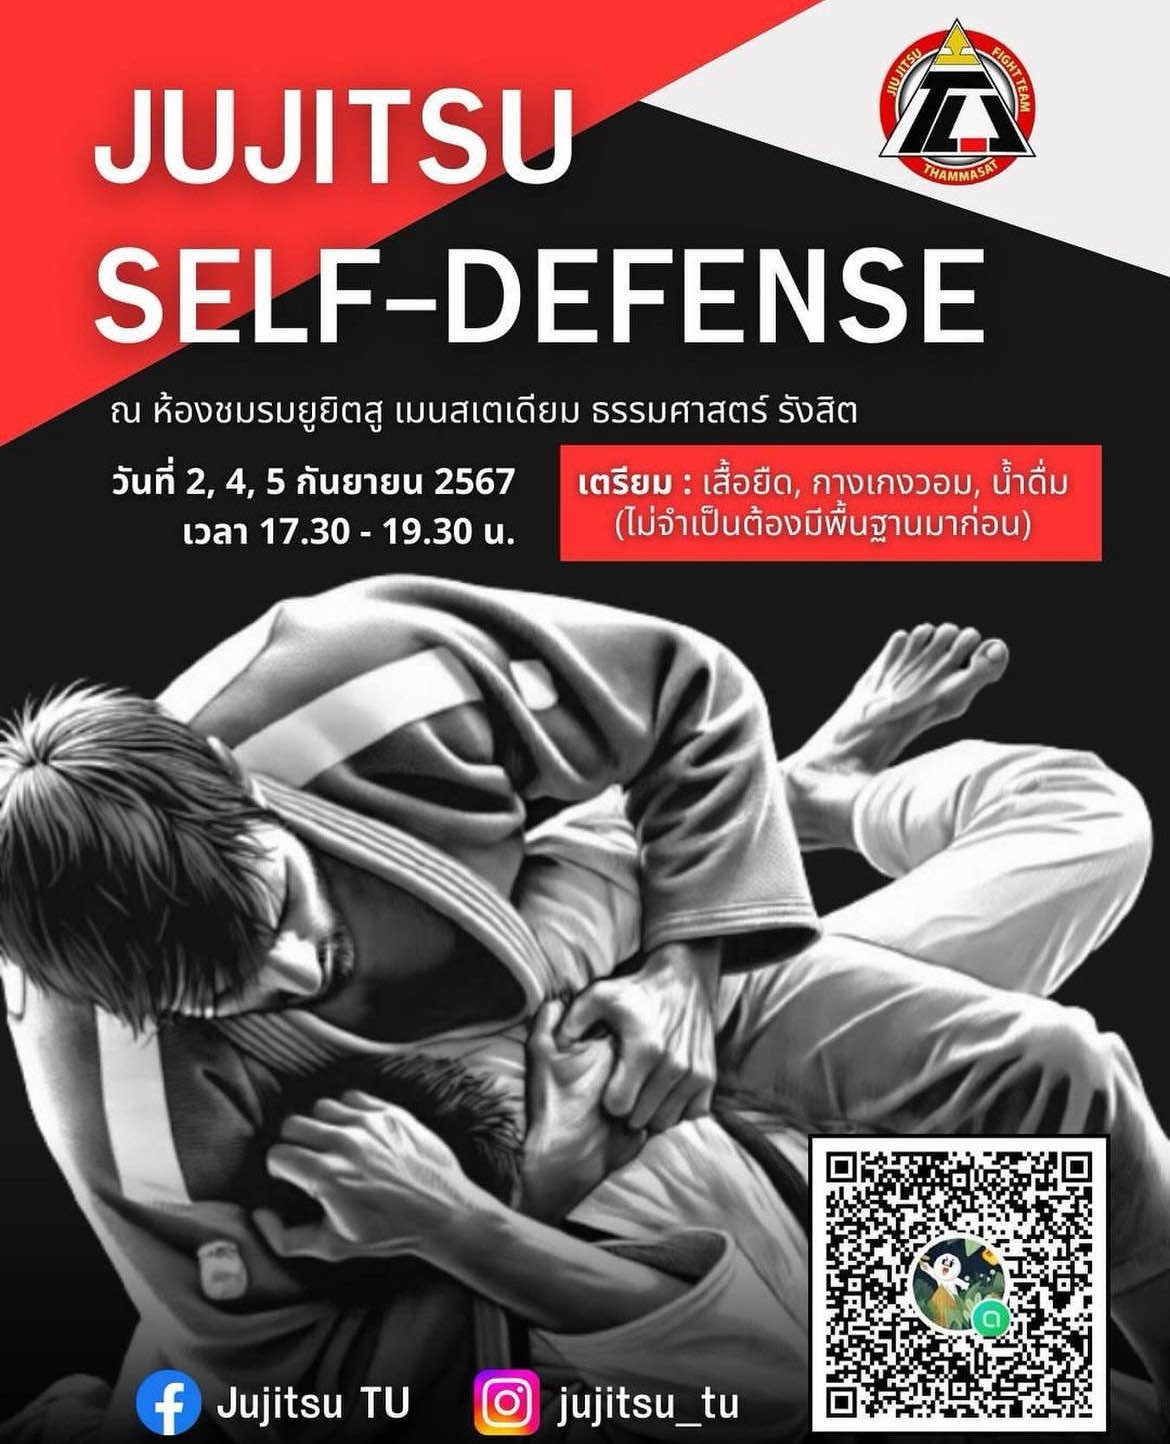 JIU JITSU FIGHT TEAM
THAMMASAT
JUJITSU
SELF-DEFENSE
ณ ห้องชมรมยูยิตสู เมนสเตเดียม ธรรมศาสตร์ รังสิต
วันที่ 2, 4, 5 กันยายน 2567
เวลา 17.30 - 19.30 น.
เตรียม : เสื้อยืด, กางเกงวอม, น้ำดื่ม
(ไม่จำเป็นต้องมีพื้นฐานมาก่อน)
Jujitsu TU
jujitsu_tu